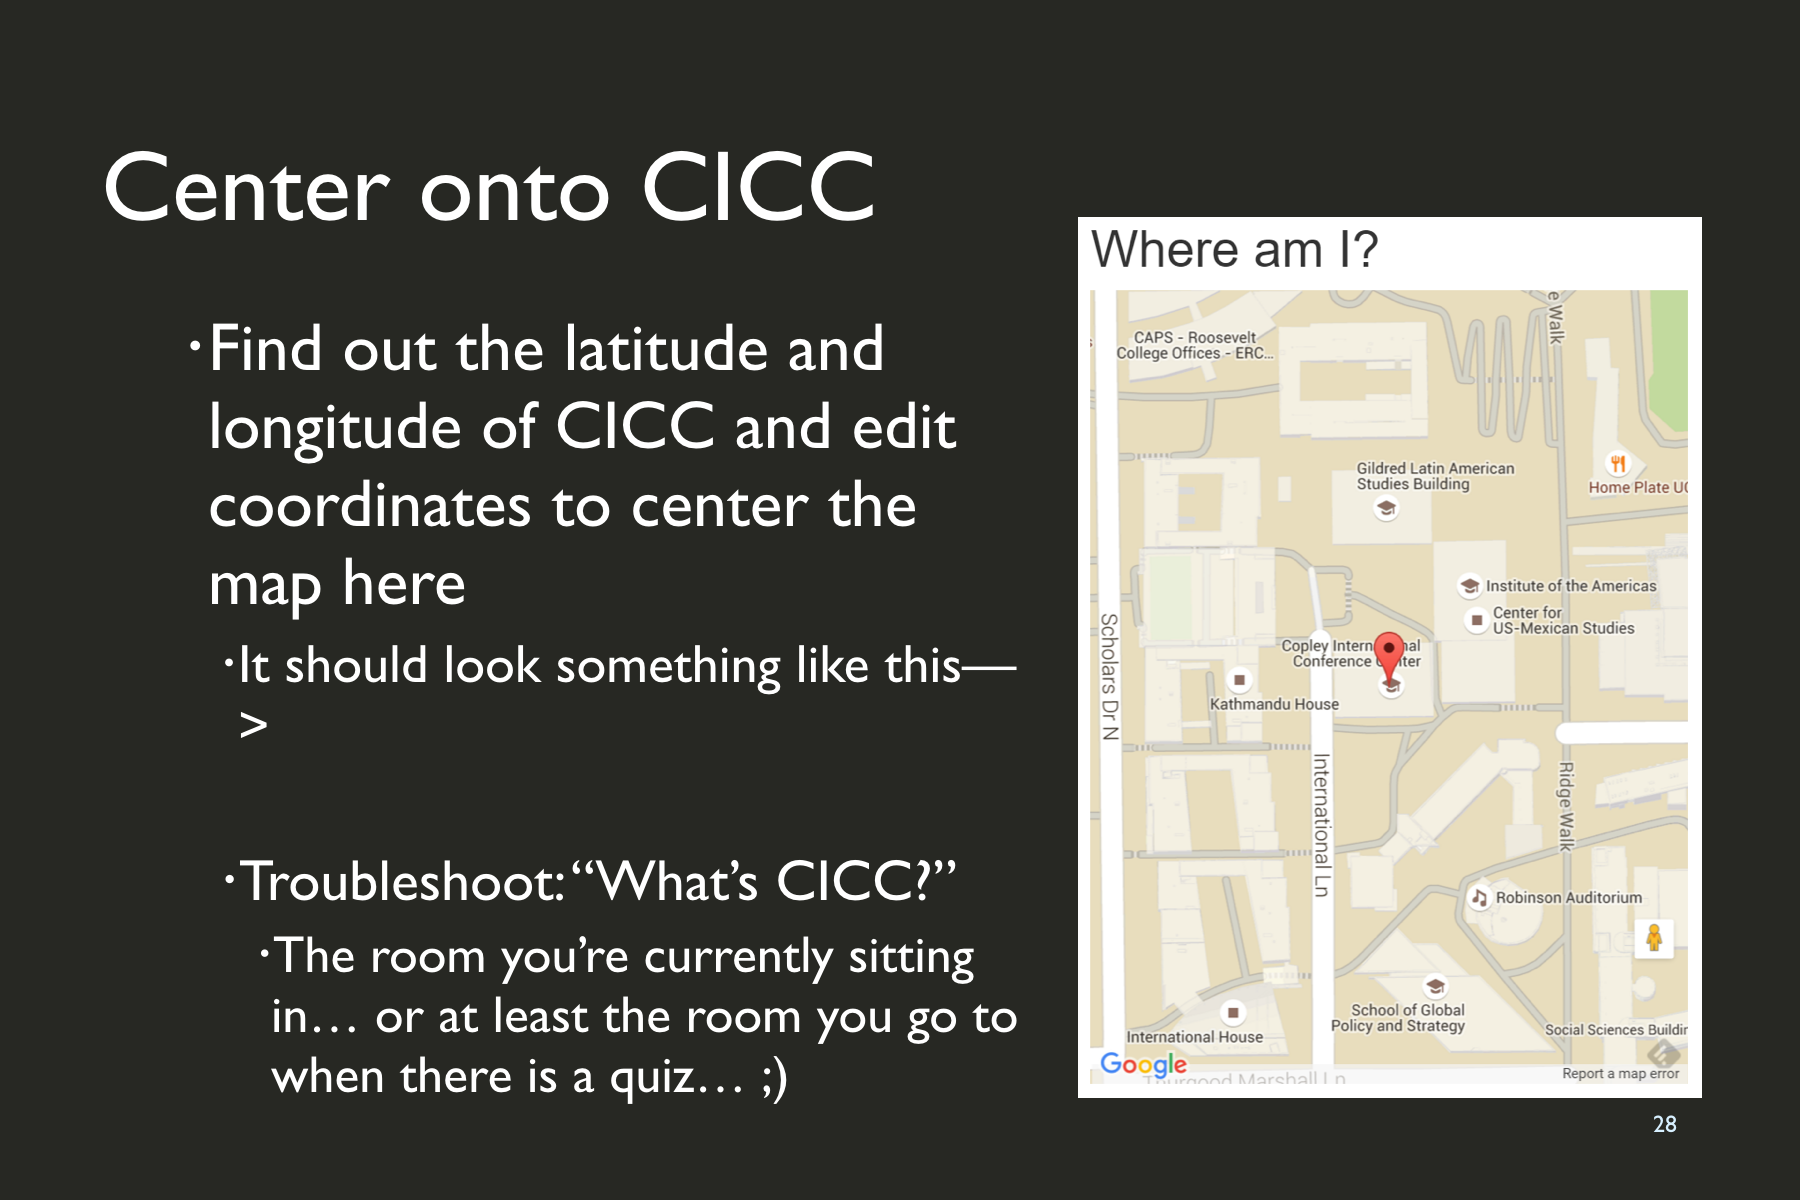 Center onto CICC
•Find out the latitude and
longitude of CICC and edit
coordinates to center the
map here
•It should look something like this—
>
•Troubleshoot: “What’s CICC?”
•The room you’re currently sitting
in… or at least the room you go to
when there is a quiz… ;)
Where am I?
CAPS - Roosevelt
College Offices - ERC...
e Walk
Gildred Latin American
Studies Building
Home Plate UC
Institute of the Americas
Center for
US-Mexican Studies
Scholars Dr N
Copley Intern nal
Conference C ter
Kathmandu House
International Ln
Ridge Walk
Robinson Auditorium
School of Global
Policy and Strategy
International House
Social Sciences Buildin
Google
Thurgood Marshall Ln
Report a map error
28